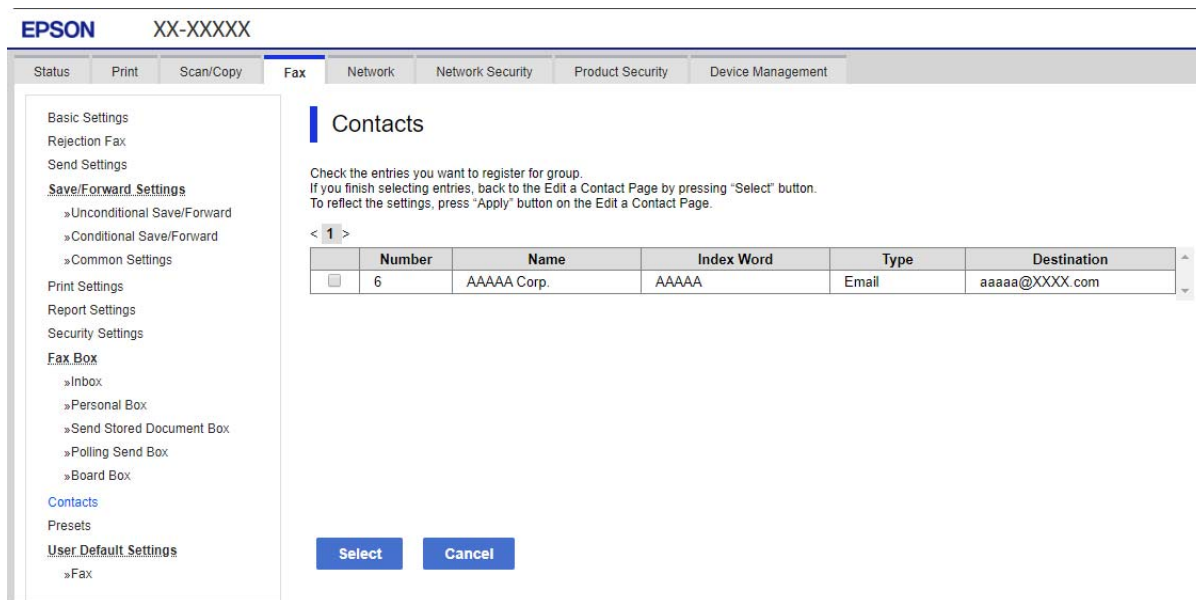 EPSON XX-XXXXX
Status Print Scan/Copy Fax Network Network Security Product Security Device Management
Basic Settings
Rejection Fax
Send Settings
Save/Forward Settings
»Unconditional Save/Forward
»Conditional Save/Forward
»Common Settings
Print Settings
Report Settings
Security Settings
Fax Box
»Inbox
»Personal Box
»Send Stored Document Box
»Polling Send Box
»Board Box
Contacts
Presets
User Default Settings
»Fax
Contacts
Check the entries you want to register for group.
If you finish selecting entries, back to the Edit a Contact Page by pressing “Select” button.
To reflect the settings, press “Apply” button on the Edit a Contact Page.
< 1 >
Number Name Index Word Type Destination
6 AAAAA Corp. AAAAA Email aaaaa@XXXX.com
Select Cancel